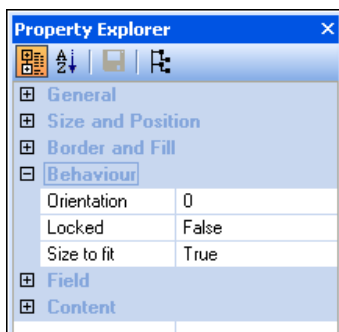 Property Explorer
General
Size and Position
Border and Fill
Behaviour
Orientation 0
Locked False
Size to fit True
Field
Content